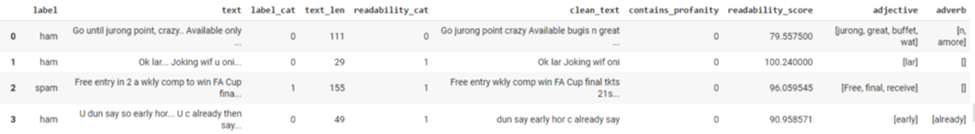 label text label_cat text_len readability_cat clean_text contains_profanity readability_score adjective adverb
0 ham Go until jurong point, crazy.. Available only ... 0 111 0 Go jurong point crazy Available bugis n great ... 0 79.557500 [jurong, great, buffet, wat] [n, amore]
1 ham Ok lar... Joking wif u oni... 0 29 1 Ok lar Joking wif oni 0 100.240000 [lar] []
2 spam Free entry in 2 a wkly comp to win FA Cup fina... 1 155 1 Free entry wkly comp win FA Cup final tkts 21s... 0 96.059545 [Free, final, receive] []
3 ham U dun say so early hor... U c already then say... 0 49 1 dun say early hor c already say 0 90.958571 [early] [already]